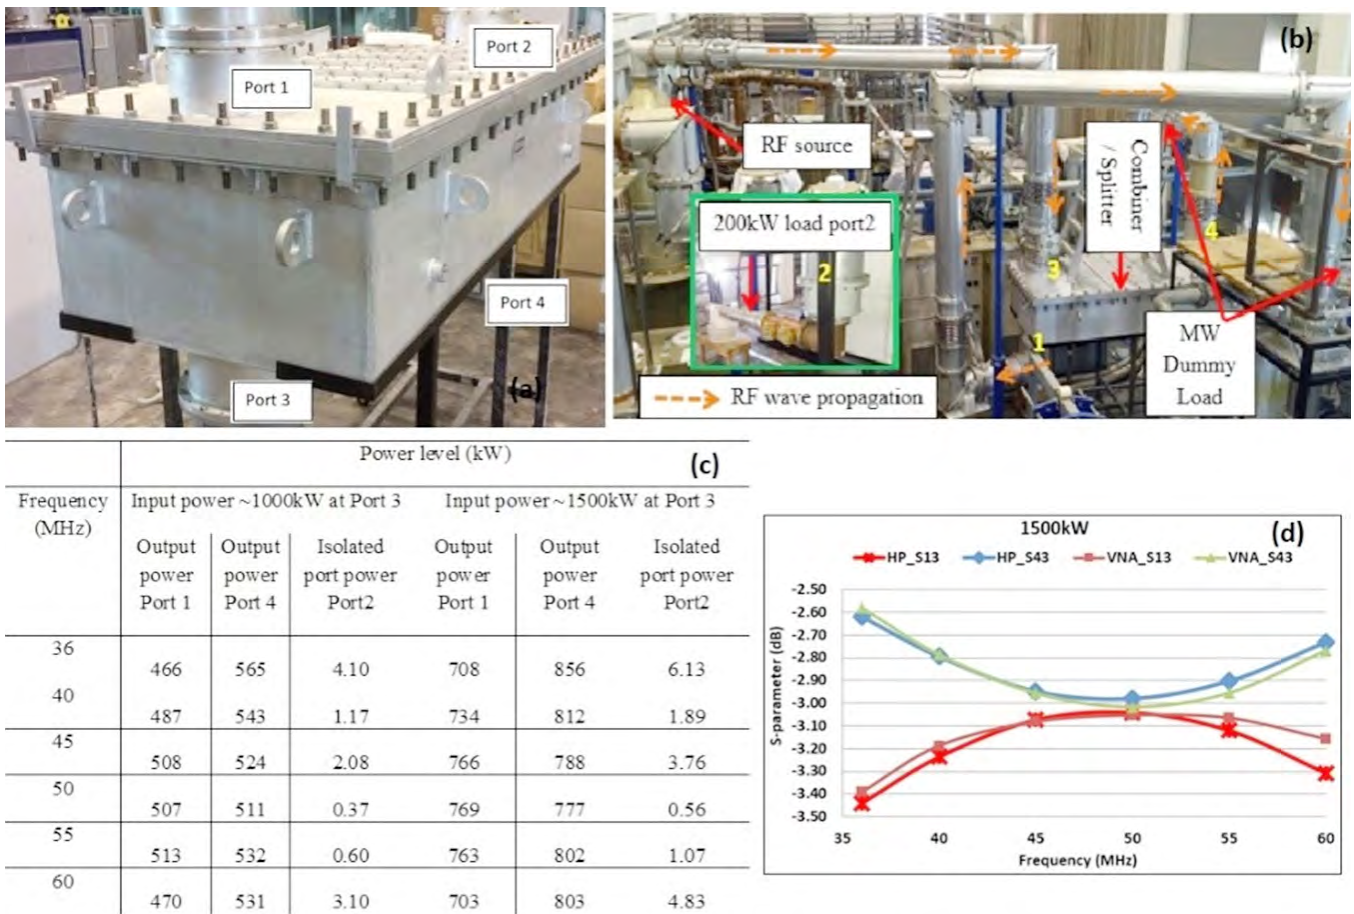 Port 1
Port 2
Port 4
Port 3
(a)
(b)
RF source
200kW load port2
2
3
4
1
Combiner
/ Splitter
MW
Dummy
Load
RF wave propagation
Power level (kW)
(c)
Frequency
(MHz)
Input power ~1000kW at Port 3
Input power ~1500kW at Port 3
Output power Port 1
Output power Port 4
Isolated port power Port2
Output power Port 1
Output power Port 4
Isolated port power Port2
36 466 565 4.10 708 856 6.13
40 487 543 1.17 734 812 1.89
45 508 524 2.08 766 788 3.76
50 507 511 0.37 769 777 0.56
55 513 532 0.60 763 802 1.07
60 470 531 3.10 703 803 4.83
1500kW
(d)
HP_S13 HP_S43 VNA_S13 VNA_S43
S-parameter (dB)
-2.50
-2.60
-2.70
-2.80
-2.90
-3.00
-3.10
-3.20
-3.30
-3.40
-3.50
35 40 45 50 55 60
Frequency (MHz)